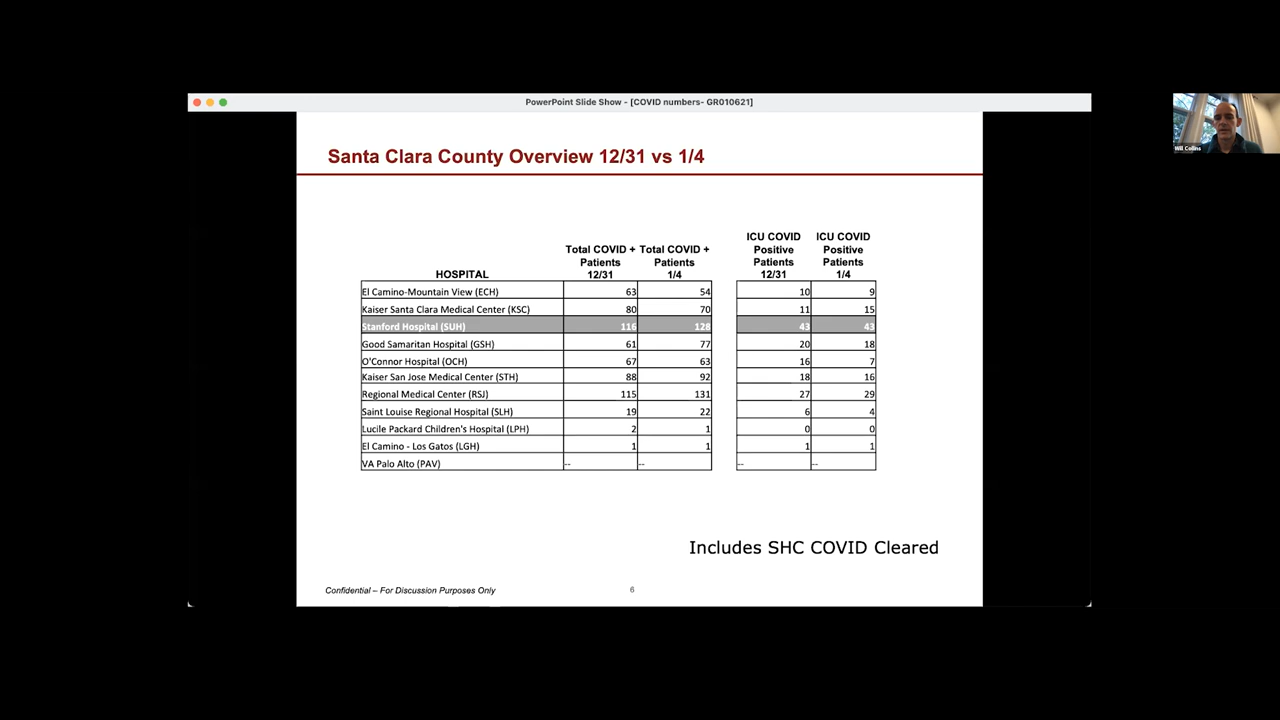 PowerPoint Slide Show - [COVID numbers- GR010621]
Will Collins
Santa Clara County Overview 12/31 vs 1/4
HOSPITAL Total COVID + Patients 12/31 Total COVID + Patients 1/4 ICU COVID Positive Patients 12/31 ICU COVID Positive Patients 1/4
El Camino-Mountain View (ECH) 63 54 10 9
Kaiser Santa Clara Medical Center (KSC) 80 70 11 15
Stanford Hospital (SUH) 116 128 43 43
Good Samaritan Hospital (GSH) 61 77 20 18
O'Connor Hospital (OCH) 67 63 16 7
Kaiser San Jose Medical Center (STH) 88 92 18 16
Regional Medical Center (RSJ) 115 131 27 29
Saint Louise Regional Hospital (SLH) 19 22 6 4
Lucile Packard Children's Hospital (LPH) 2 1 0 0
El Camino - Los Gatos (LGH) 1 1 1 1
VA Palo Alto (PAV) -- -- -- --
Includes SHC COVID Cleared
Confidential – For Discussion Purposes Only
6